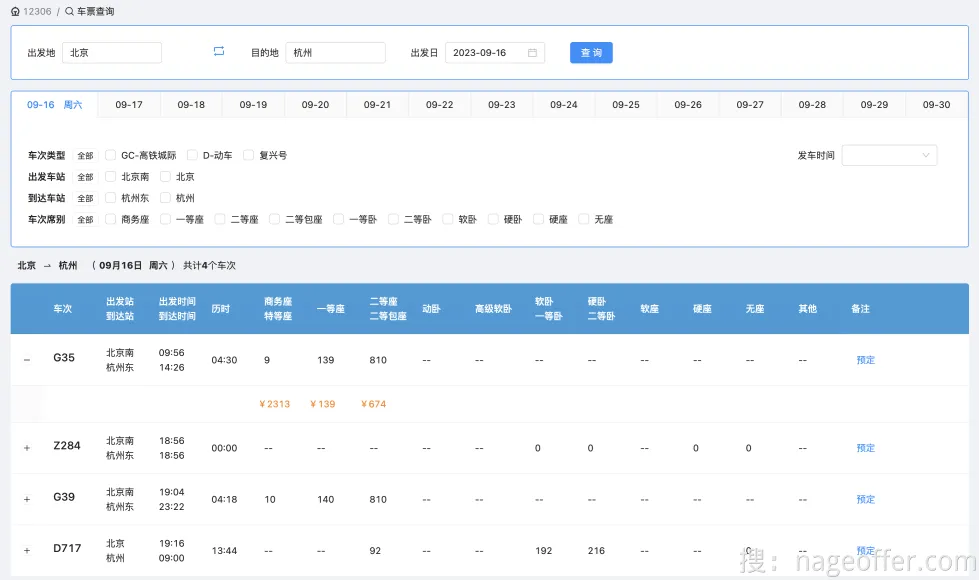 12306 / 车票查询
出发地 北京 目的地 杭州 出发日 2023-09-16 查 询
09-16 周六 09-17 09-18 09-19 09-20 09-21 09-22 09-23 09-24 09-25 09-26 09-27 09-28 09-29 09-30
车次类型 全部 GC-高铁城际 D-动车 复兴号 发车时间
出发车站 全部 北京南 北京
到达车站 全部 杭州东 杭州
车次席别 全部 商务座 一等座 二等座 二等包座 一等卧 二等卧 软卧 硬卧 硬座 无座
北京 → 杭州 ( 09月16日 周六 ) 共计4个车次
车次 出发站 出发时间 历时 商务座 一等座 二等座 动卧 高级软卧 软卧 硬卧 软座 硬座 无座 其他 备注
到达站 到达时间 特等座 二等包座 一等卧 二等卧
− G35 北京南 09:56 04:30 9 139 810 -- -- -- -- -- -- -- -- 预定
杭州东 14:26
¥2313 ¥139 ¥674
+ Z284 北京南 18:56 00:00 -- -- -- -- -- 0 0 -- 0 0 -- 预定
杭州东 18:56
+ G39 北京南 19:04 04:18 10 140 810 -- -- -- -- -- -- -- -- 预定
杭州东 23:22
+ D717 北京 19:16 13:44 -- -- 92 -- -- 192 216 -- -- 0 -- 预定
杭州 09:00
搜：nageoffer.com